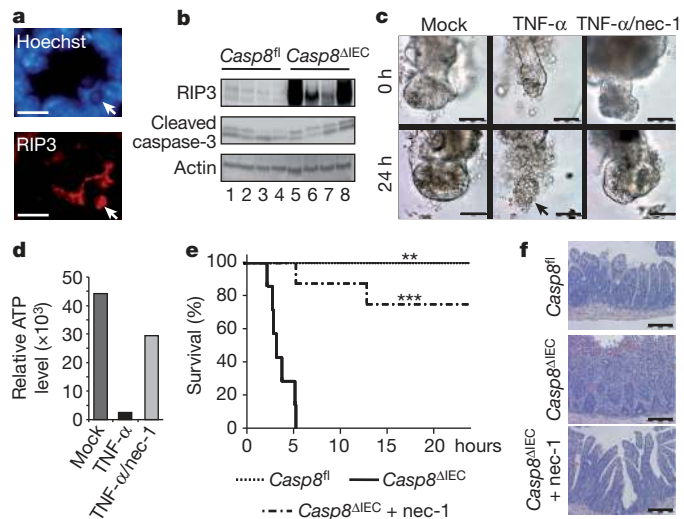 a
Hoechst
RIP3
b
Casp8fl Casp8ΔIEC
RIP3
Cleaved
caspase-3
Actin
1 2 3 4 5 6 7 8
c
Mock TNF-α TNF-α/nec-1
0 h
24 h
d
Relative ATP
level (×10³)
50
40
30
20
10
0
Mock
TNF-α
TNF-α/nec-1
e
Survival (%)
100
80
60
40
20
0
**
***
0 5 10 15 20 hours
Casp8fl Casp8ΔIEC
Casp8ΔIEC + nec-1
f
Casp8fl
Casp8ΔIEC
Casp8ΔIEC
+ nec-1